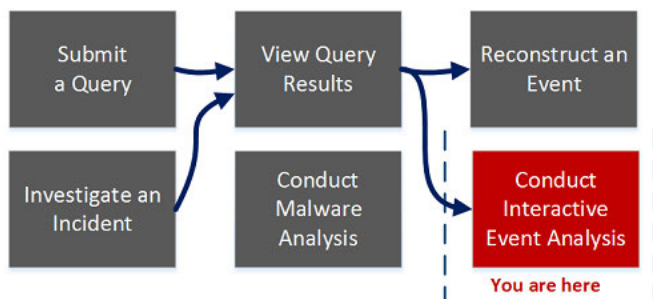 Submit
a Query
View Query
Results
Reconstruct an
Event
Investigate an
Incident
Conduct
Malware
Analysis
Conduct
Interactive
Event Analysis
You are here